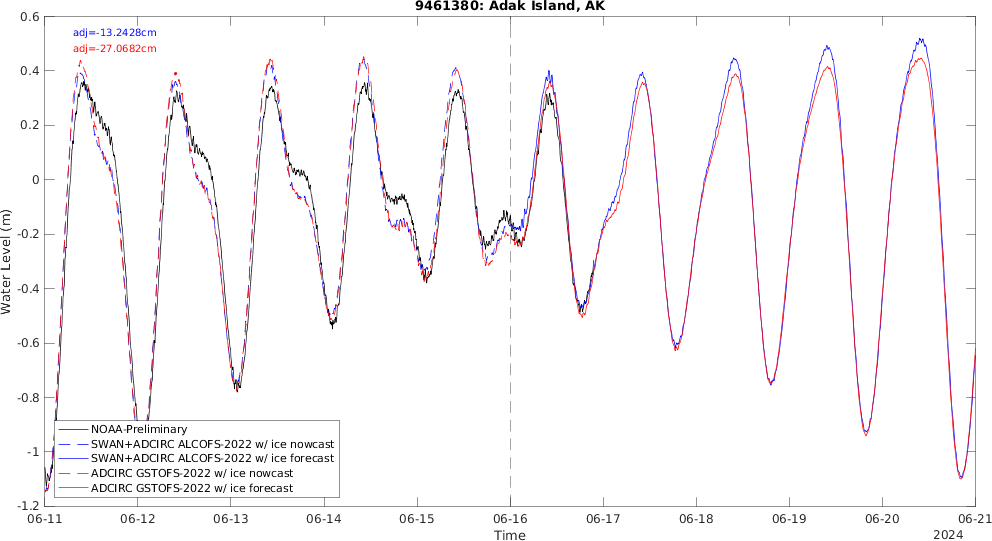 9461380: Adak Island, AK
adj=-13.2428cm
adj=-27.0682cm
0.6
0.4
0.2
0
-0.2
-0.4
-0.6
-0.8
-1
-1.2
Water Level (m)
NOAA-Preliminary
SWAN+ADCIRC ALCOFS-2022 w/ ice nowcast
SWAN+ADCIRC ALCOFS-2022 w/ ice forecast
ADCIRC GSTOFS-2022 w/ ice nowcast
ADCIRC GSTOFS-2022 w/ ice forecast
06-11 06-12 06-13 06-14 06-15 06-16 06-17 06-18 06-19 06-20 06-21
Time
2024